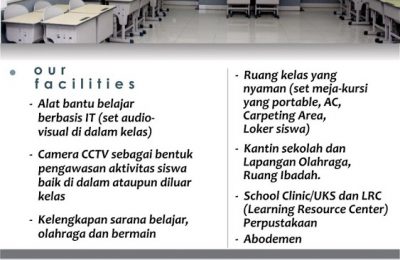 our
facilities
- Alat bantu belajar
berbasis IT (set audio-
visual di dalam kelas)
- Camera CCTV sebagai bentuk
pengawasan aktivitas siswa
baik di dalam ataupun diluar
kelas
- Kelengkapan sarana belajar,
olahraga dan bermain
- Ruang kelas yang
nyaman (set meja-kursi
yang portable, AC,
Carpeting Area,
Loker siswa)
- Kantin sekolah dan
Lapangan Olahraga,
Ruang Ibadah.
- School Clinic/UKS dan LRC
(Learning Resource Center)
Perpustakaan
- Abodemen